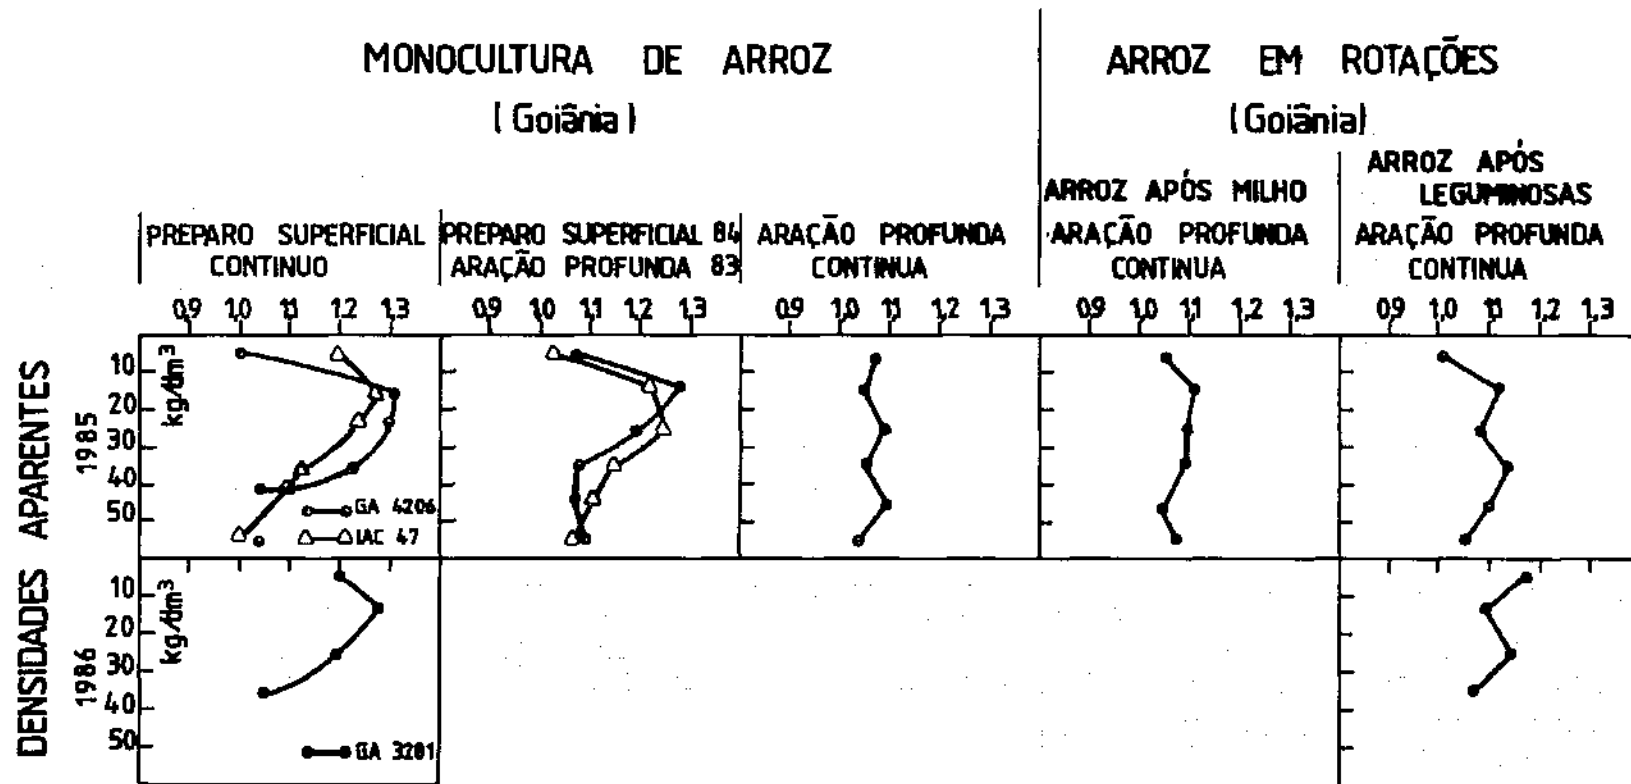 MONOCULTURA DE ARROZ
(Goiânia)
ARROZ EM ROTAÇÕES
(Goiânia)
ARROZ APÓS MILHO
ARROZ APÓS
LEGUMINOSAS
PREPARO SUPERFICIAL
CONTINUO
PREPARO SUPERFICIAL 84
ARAÇÃO PROFUNDA 83
ARAÇÃO PROFUNDA
CONTINUA
ARAÇÃO PROFUNDA
CONTINUA
ARAÇÃO PROFUNDA
CONTINUA
0,9 1,0 1,1 1,2 1,3
0,9 1,0 1,1 1,2 1,3
0,9 1,0 1,1 1,2 1,3
0,9 1,0 1,1 1,2 1,3
0,9 1,0 1,1 1,2 1,3
DENSIDADES APARENTES
1985
10
20
30
40
50
kg/dm³
GA 4206
IAC 47
1986
10
20
30
40
50
kg/dm³
GA 3201